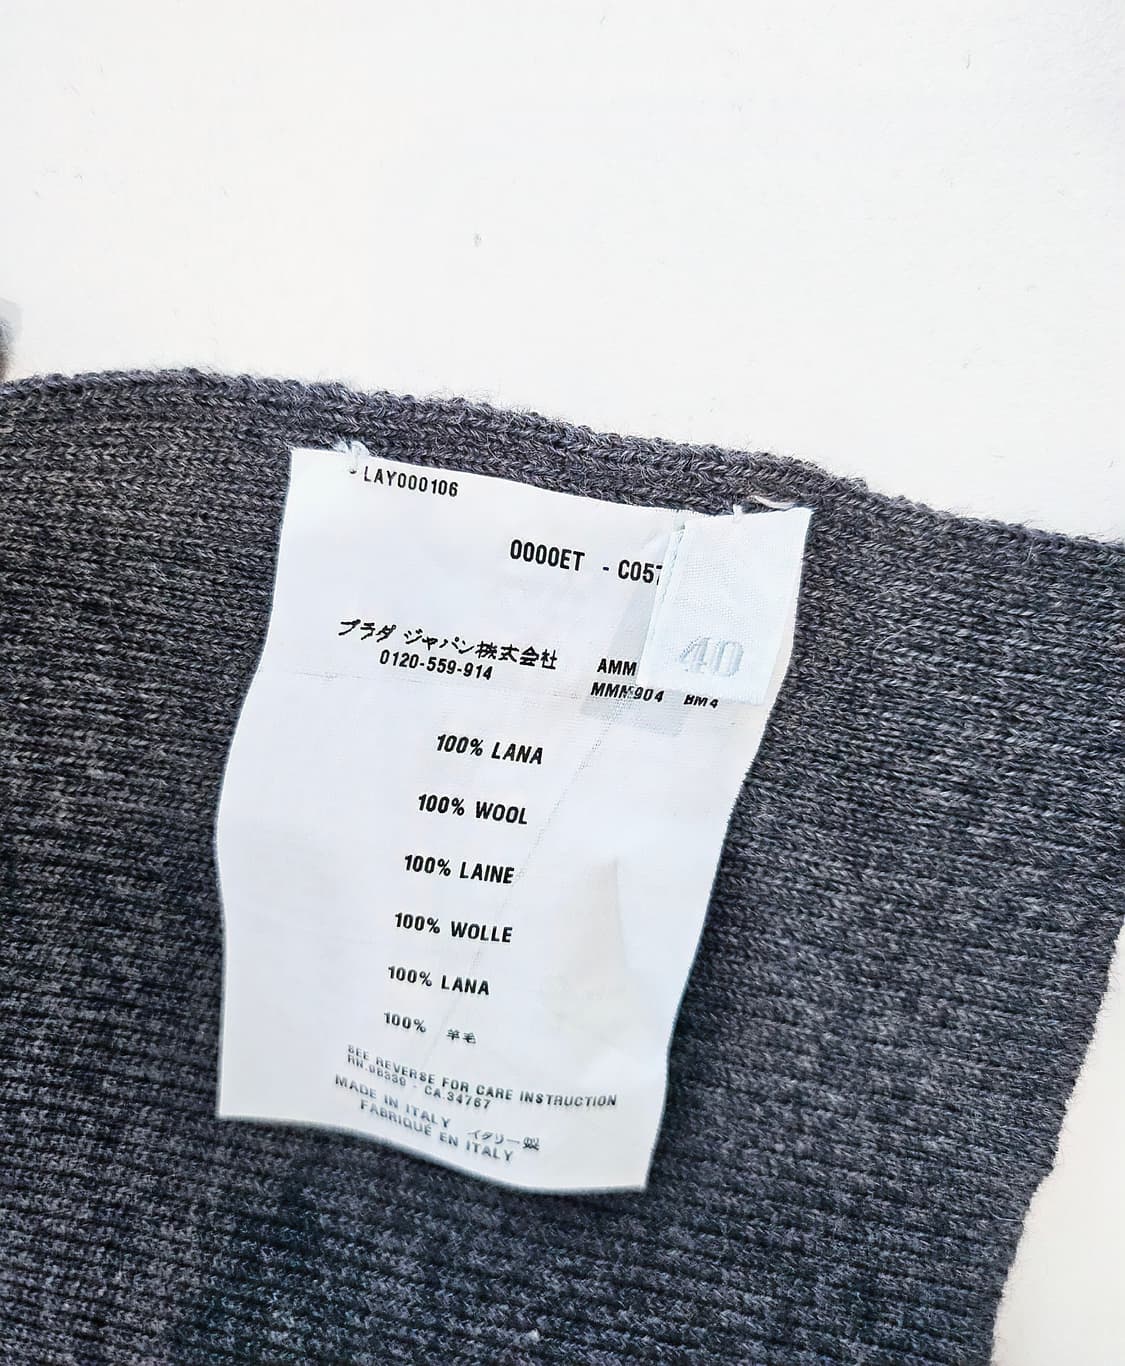 LAY000106
0000ET - C057
40
プラダ ジャパン株式会社
0120-559-914
AMM
MMM904 BM4
100% LANA
100% WOOL
100% LAINE
100% WOLLE
100% LANA
100% 羊毛
SEE REVERSE FOR CARE INSTRUCTION
RN.96339 - CA.34767
MADE IN ITALY イタリー製
FABRIQUÉ EN ITALY